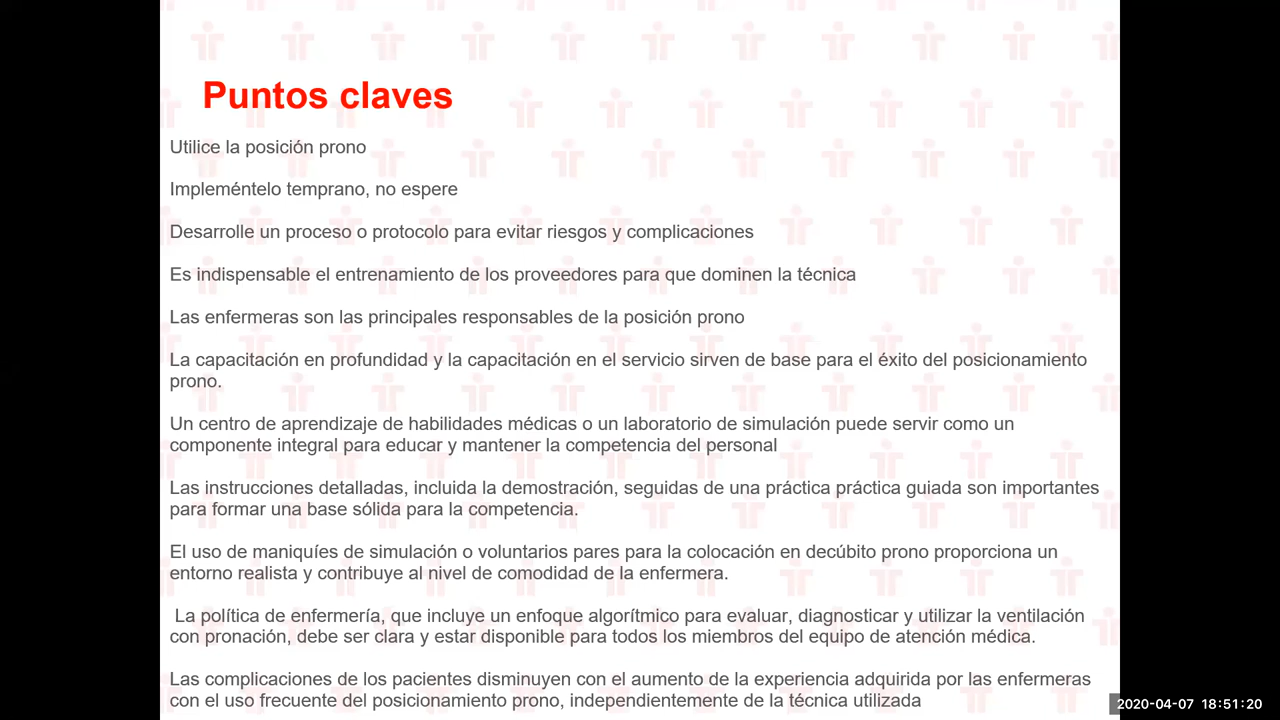 Puntos claves
Utilice la posición prono
Impleméntelo temprano, no espere
Desarrolle un proceso o protocolo para evitar riesgos y complicaciones
Es indispensable el entrenamiento de los proveedores para que dominen la técnica
Las enfermeras son las principales responsables de la posición prono
La capacitación en profundidad y la capacitación en el servicio sirven de base para el éxito del posicionamiento
prono.
Un centro de aprendizaje de habilidades médicas o un laboratorio de simulación puede servir como un
componente integral para educar y mantener la competencia del personal
Las instrucciones detalladas, incluida la demostración, seguidas de una práctica práctica guiada son importantes
para formar una base sólida para la competencia.
El uso de maniquíes de simulación o voluntarios pares para la colocación en decúbito prono proporciona un
entorno realista y contribuye al nivel de comodidad de la enfermera.
La política de enfermería, que incluye un enfoque algorítmico para evaluar, diagnosticar y utilizar la ventilación
con pronación, debe ser clara y estar disponible para todos los miembros del equipo de atención médica.
Las complicaciones de los pacientes disminuyen con el aumento de la experiencia adquirida por las enfermeras
con el uso frecuente del posicionamiento prono, independientemente de la técnica utilizada
2020-04-07 18:51:20